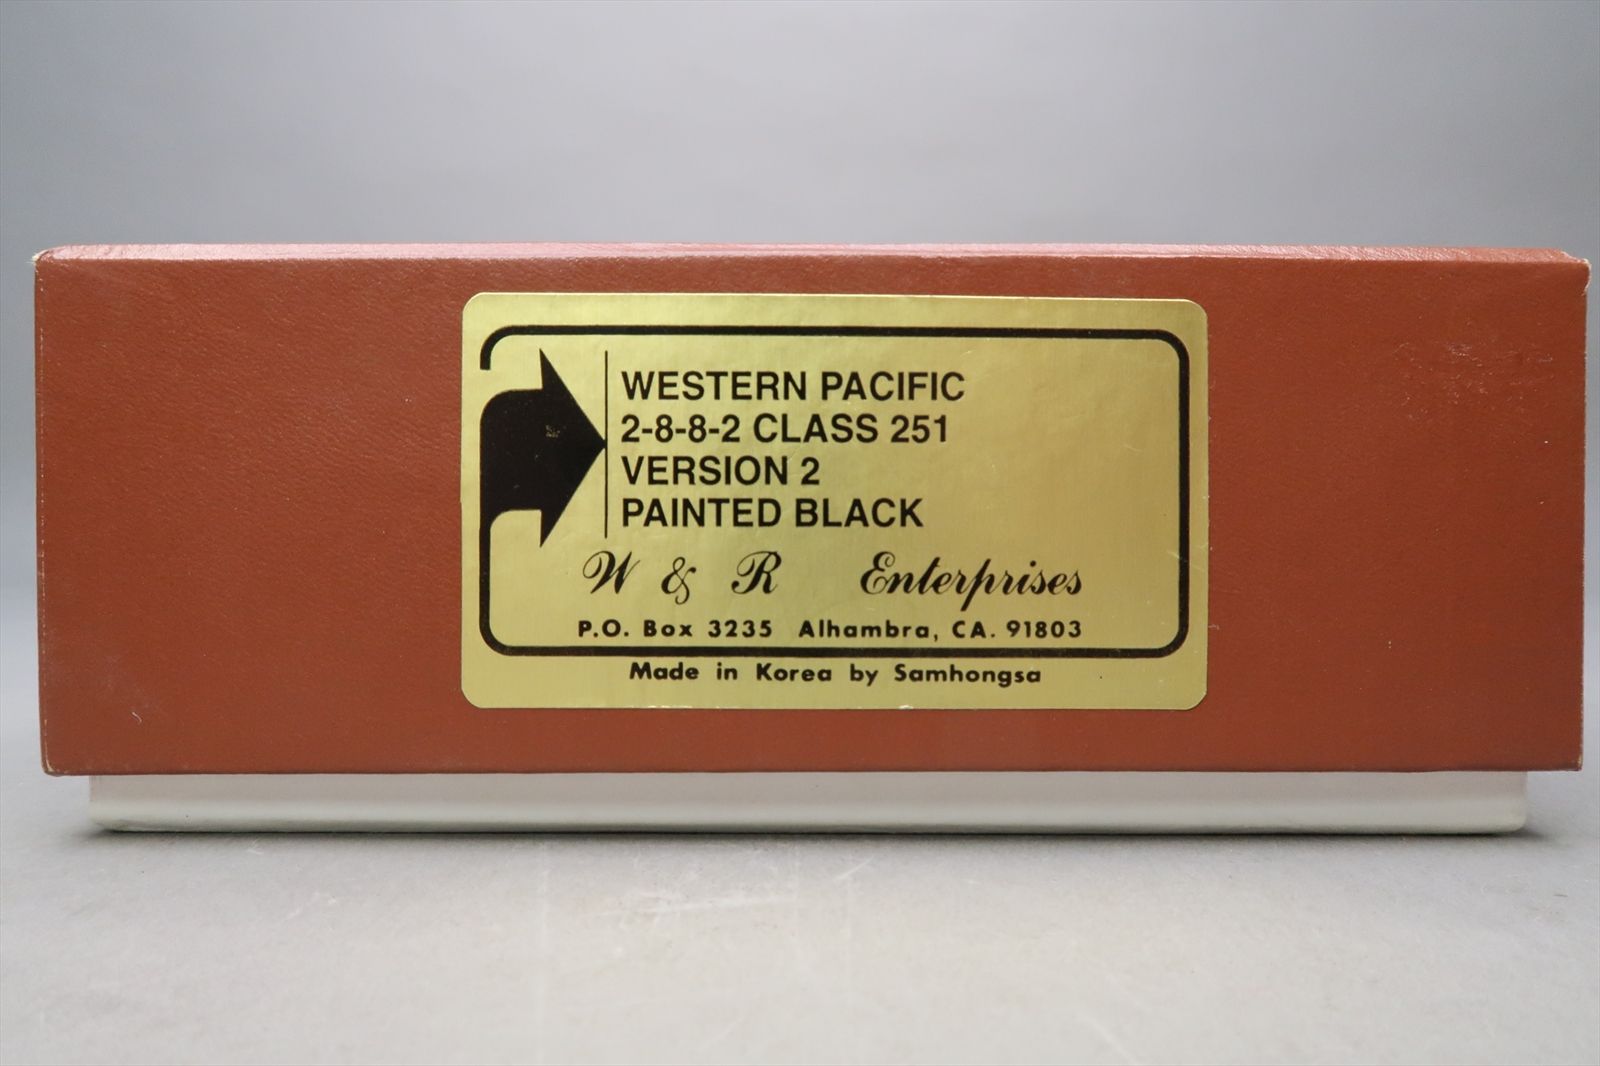 WESTERN PACIFIC
2-8-8-2 CLASS 251
VERSION 2
PAINTED BLACK
W & R Enterprises
P.O. Box 3235 Alhambra, CA. 91803
Made in Korea by Samhongsa